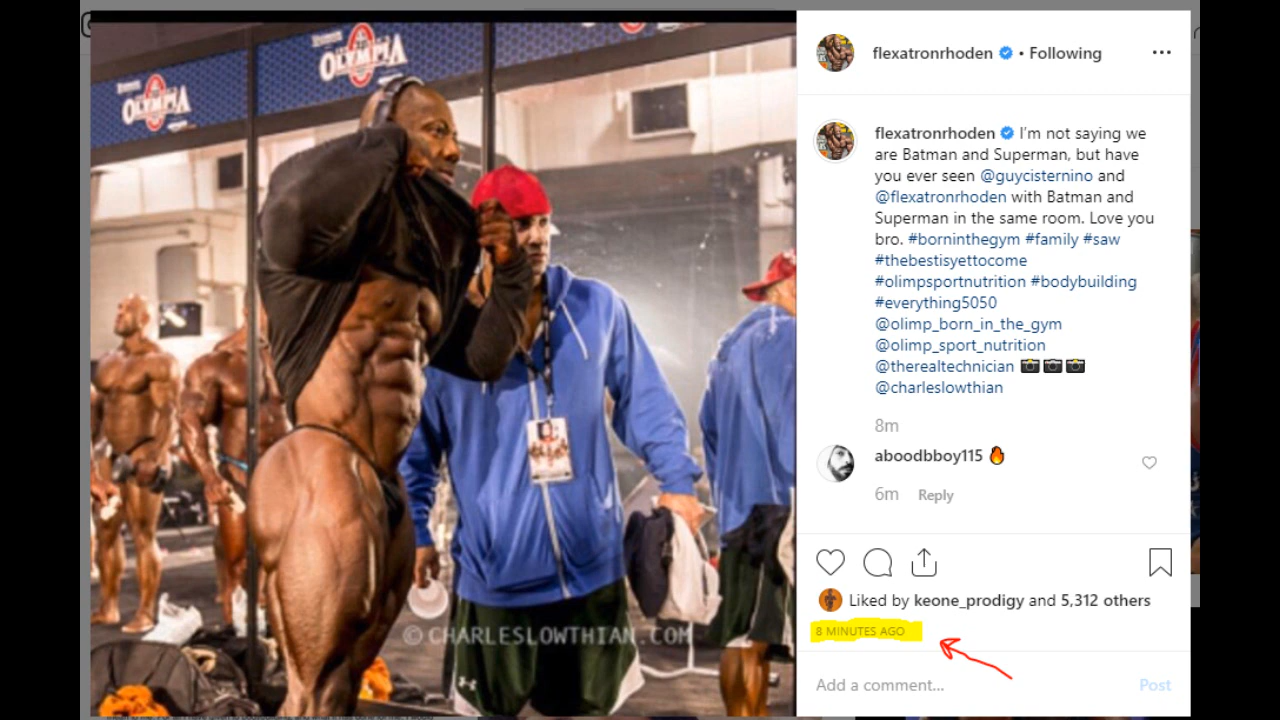 OLYMPIA
OLYMPIA
© CHARLESLOWTHIAN.COM
flexatronrhoden • Following
flexatronrhoden I’m not saying we
are Batman and Superman, but have
you ever seen @guycisternino and
@flexatronrhoden with Batman and
Superman in the same room. Love you
bro. #borninthegym #family #saw
#thebestisyettocome
#olimpsportnutrition #bodybuilding
#everything5050
@olimp_born_in_the_gym
@olimp_sport_nutrition
@therealtechnician 📸📸📸
@charleslowthian
8m
aboodbboy115 🔥
6m Reply
Liked by keone_prodigy and 5,312 others
8 MINUTES AGO
Add a comment... Post